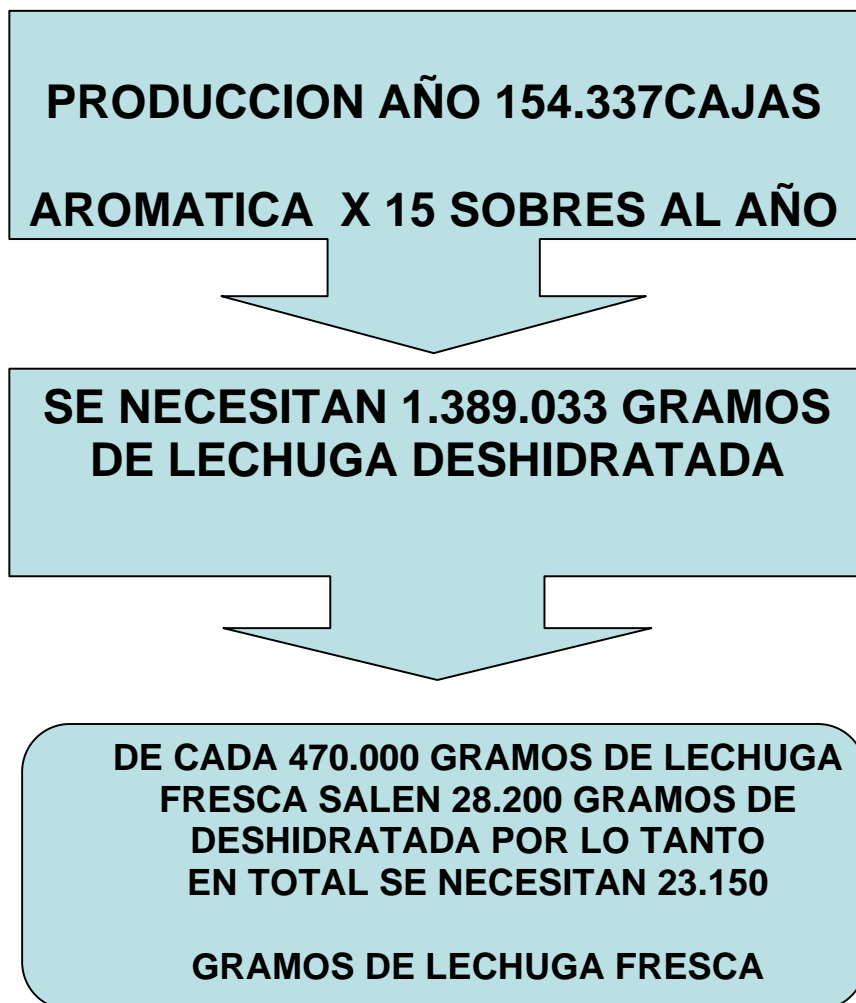 PRODUCCION AÑO 154.337CAJAS
AROMATICA X 15 SOBRES AL AÑO
SE NECESITAN 1.389.033 GRAMOS
DE LECHUGA DESHIDRATADA
DE CADA 470.000 GRAMOS DE LECHUGA
FRESCA SALEN 28.200 GRAMOS DE
DESHIDRATADA POR LO TANTO
EN TOTAL SE NECESITAN 23.150
GRAMOS DE LECHUGA FRESCA